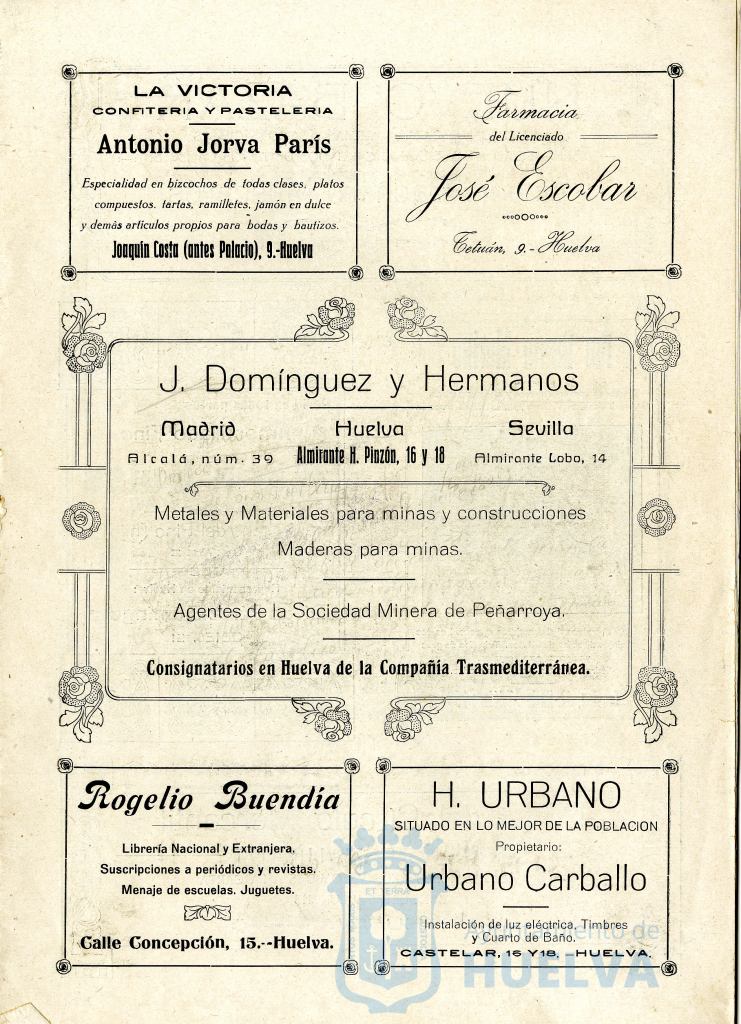 LA VICTORIA
CONFITERIA Y PASTELERIA
Antonio Jorva París
Especialidad en bizcochos de todas clases, platos
compuestos, tartas, ramilletes, jamón en dulce
y demás artículos propios para bodas y bautizos.
Joaquín Costa (antes Palacio), 9.-Huelva
Farmacia
del Licenciado
José Escobar
Tetuán, 9.- Huelva
J. Domínguez y Hermanos
Madrid Huelva Sevilla
Alcalá, núm. 39 Almirante H. Pinzón, 16 y 18 Almirante Lobo, 14
Metales y Materiales para minas y construcciones
Maderas para minas.
Agentes de la Sociedad Minera de Peñarroya.
Consignatarios en Huelva de la Compañía Trasmediterránea.
Rogelio Buendía
Librería Nacional y Extranjera.
Suscripciones a periódicos y revistas.
Menaje de escuelas. Juguetes.
Calle Concepción, 15.--Huelva.
H. URBANO
SITUADO EN LO MEJOR DE LA POBLACION
Propietario:
Urbano Carballo
Instalación de luz eléctrica, Timbres
y Cuarto de Baño.
CASTELAR, 16 Y 18, -HUELVA.
Ayuntamiento de
HUELVA